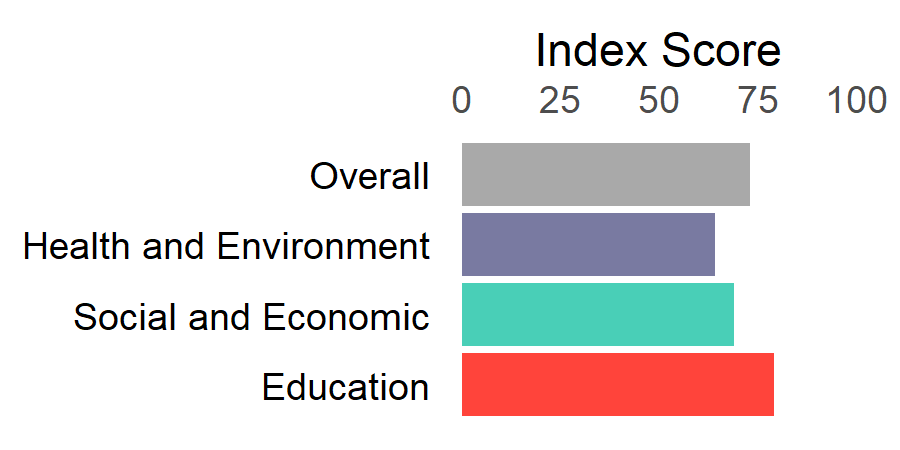 Index Score
0 25 50 75 100
Overall
Health and Environment
Social and Economic
Education